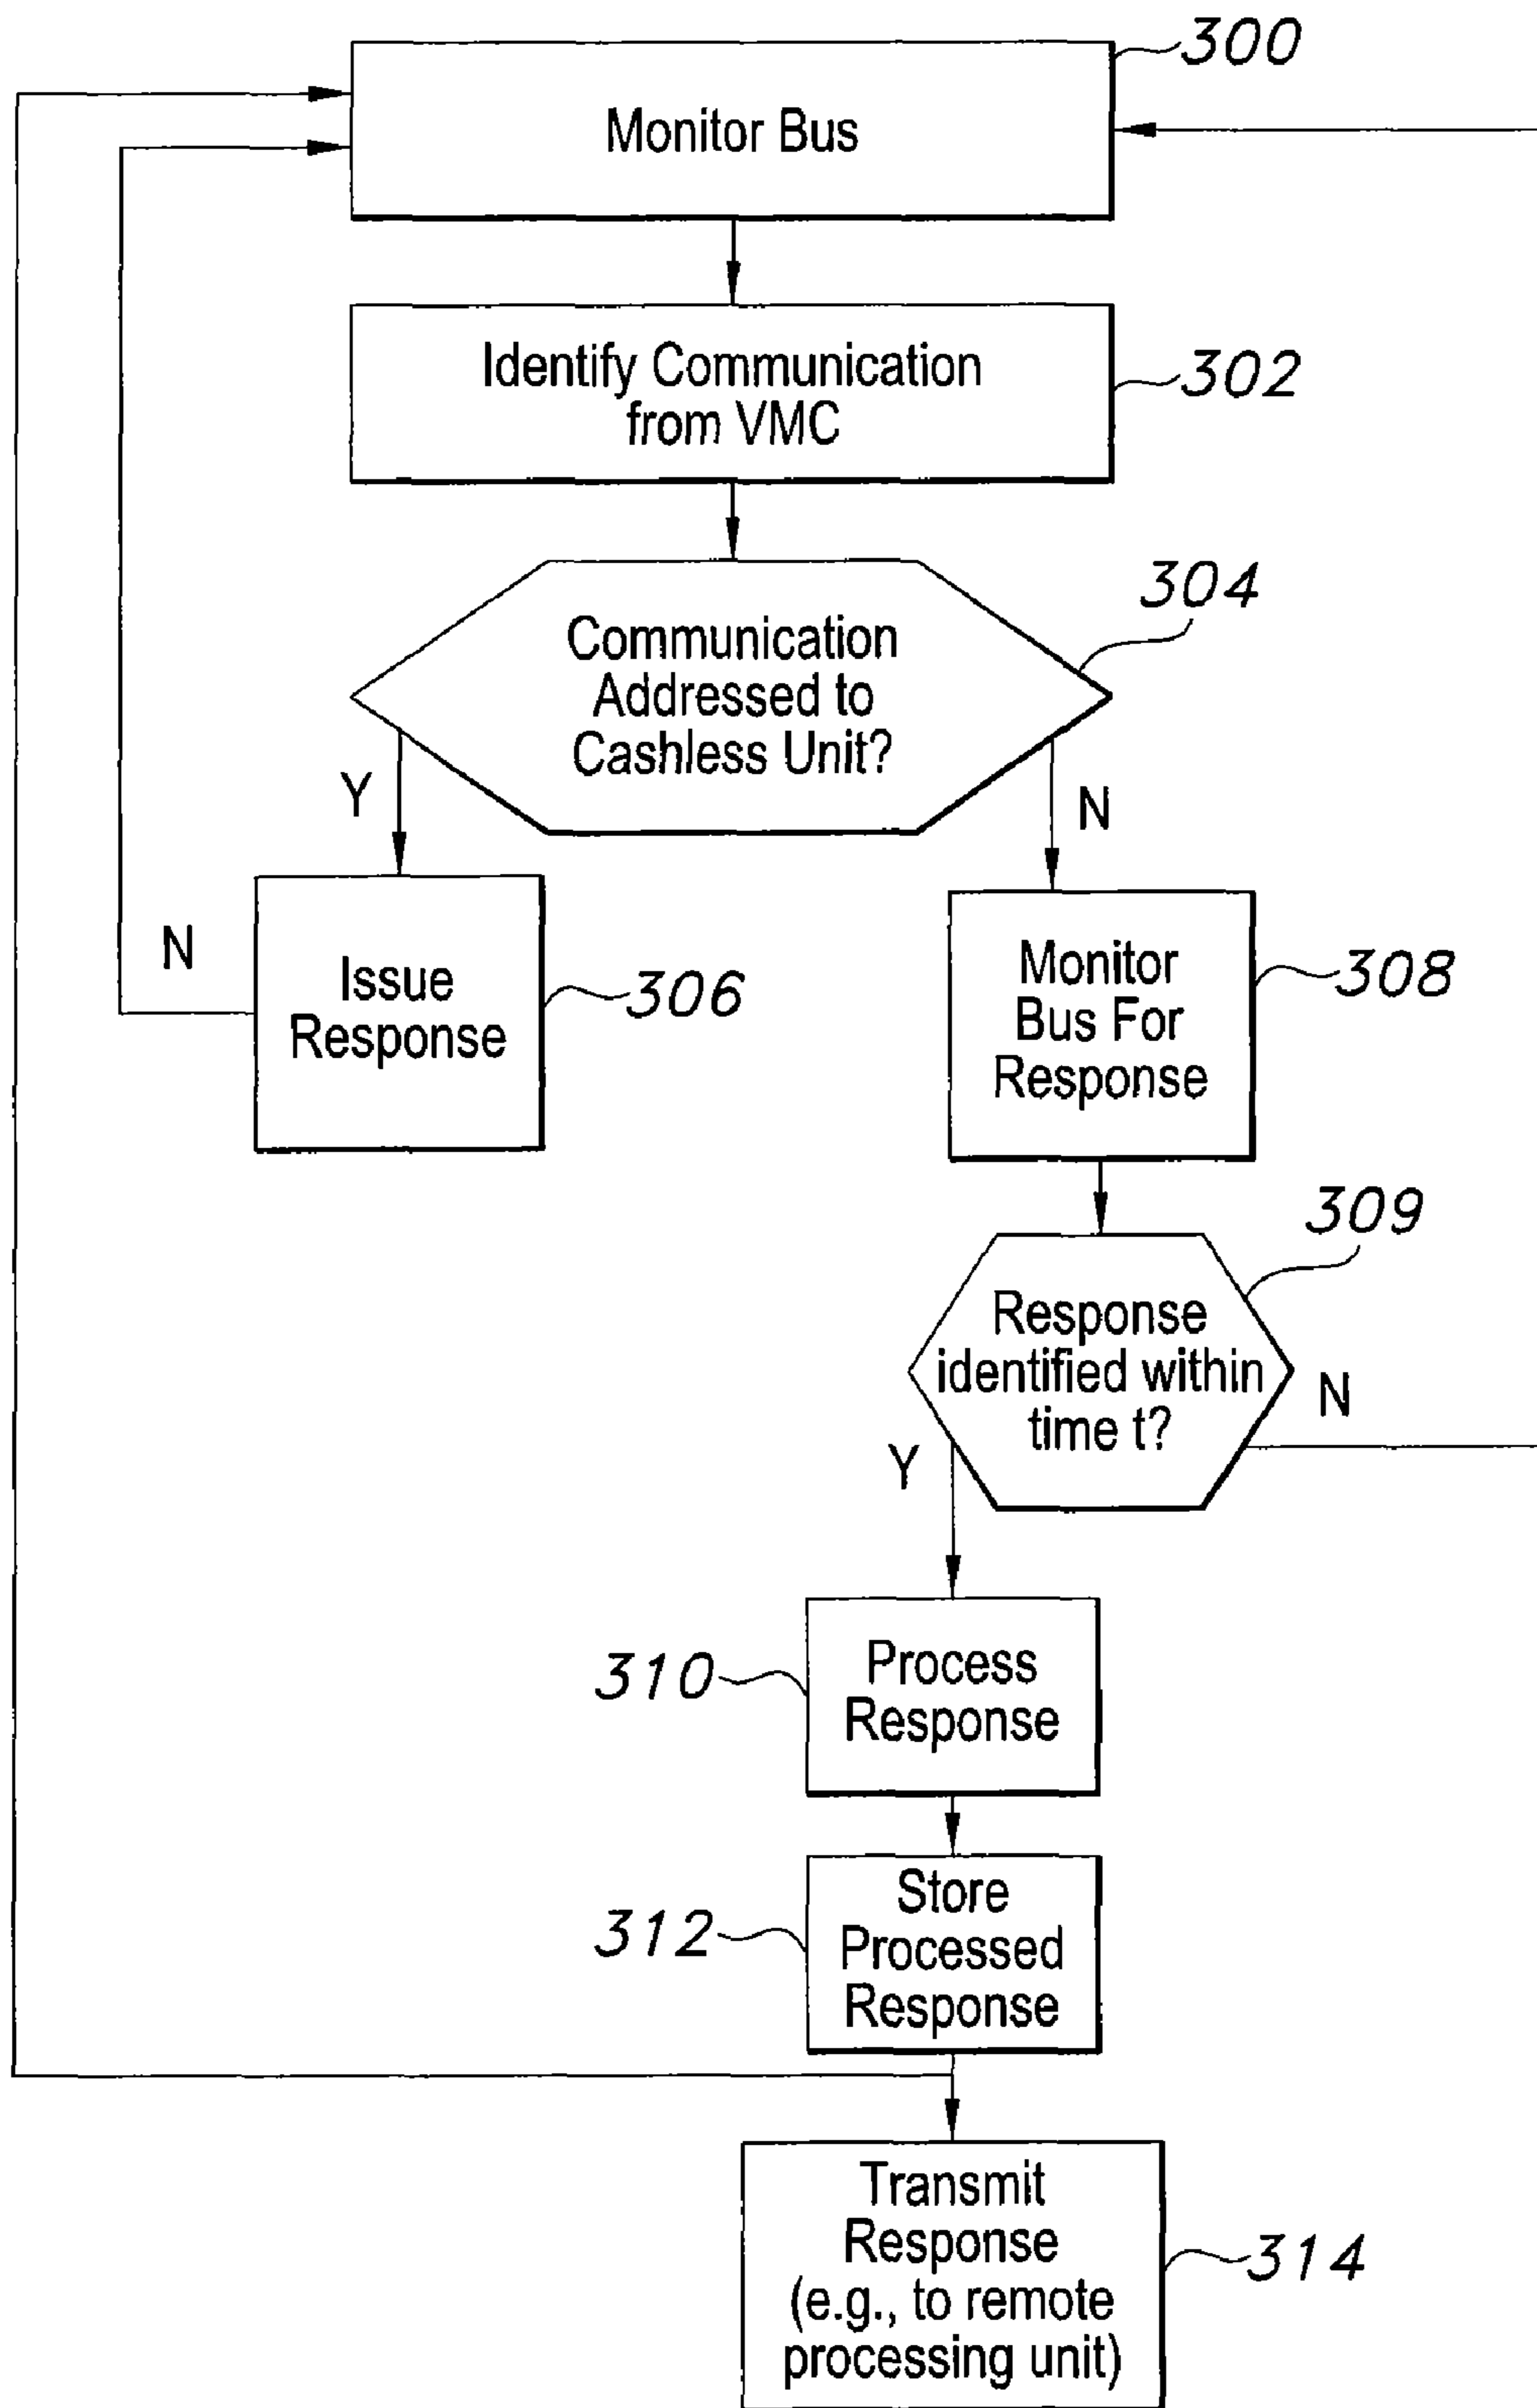 300
Monitor Bus
Identify Communication
from VMC
302
304
Communication
Addressed to
Cashless Unit?
Y
N
N
Issue
Response
306
Monitor
Bus For
Response
308
309
Response
identified within
time t?
N
Y
310
Process
Response
312
Store
Processed
Response
Transmit
Response
(e.g., to remote
processing unit)
314